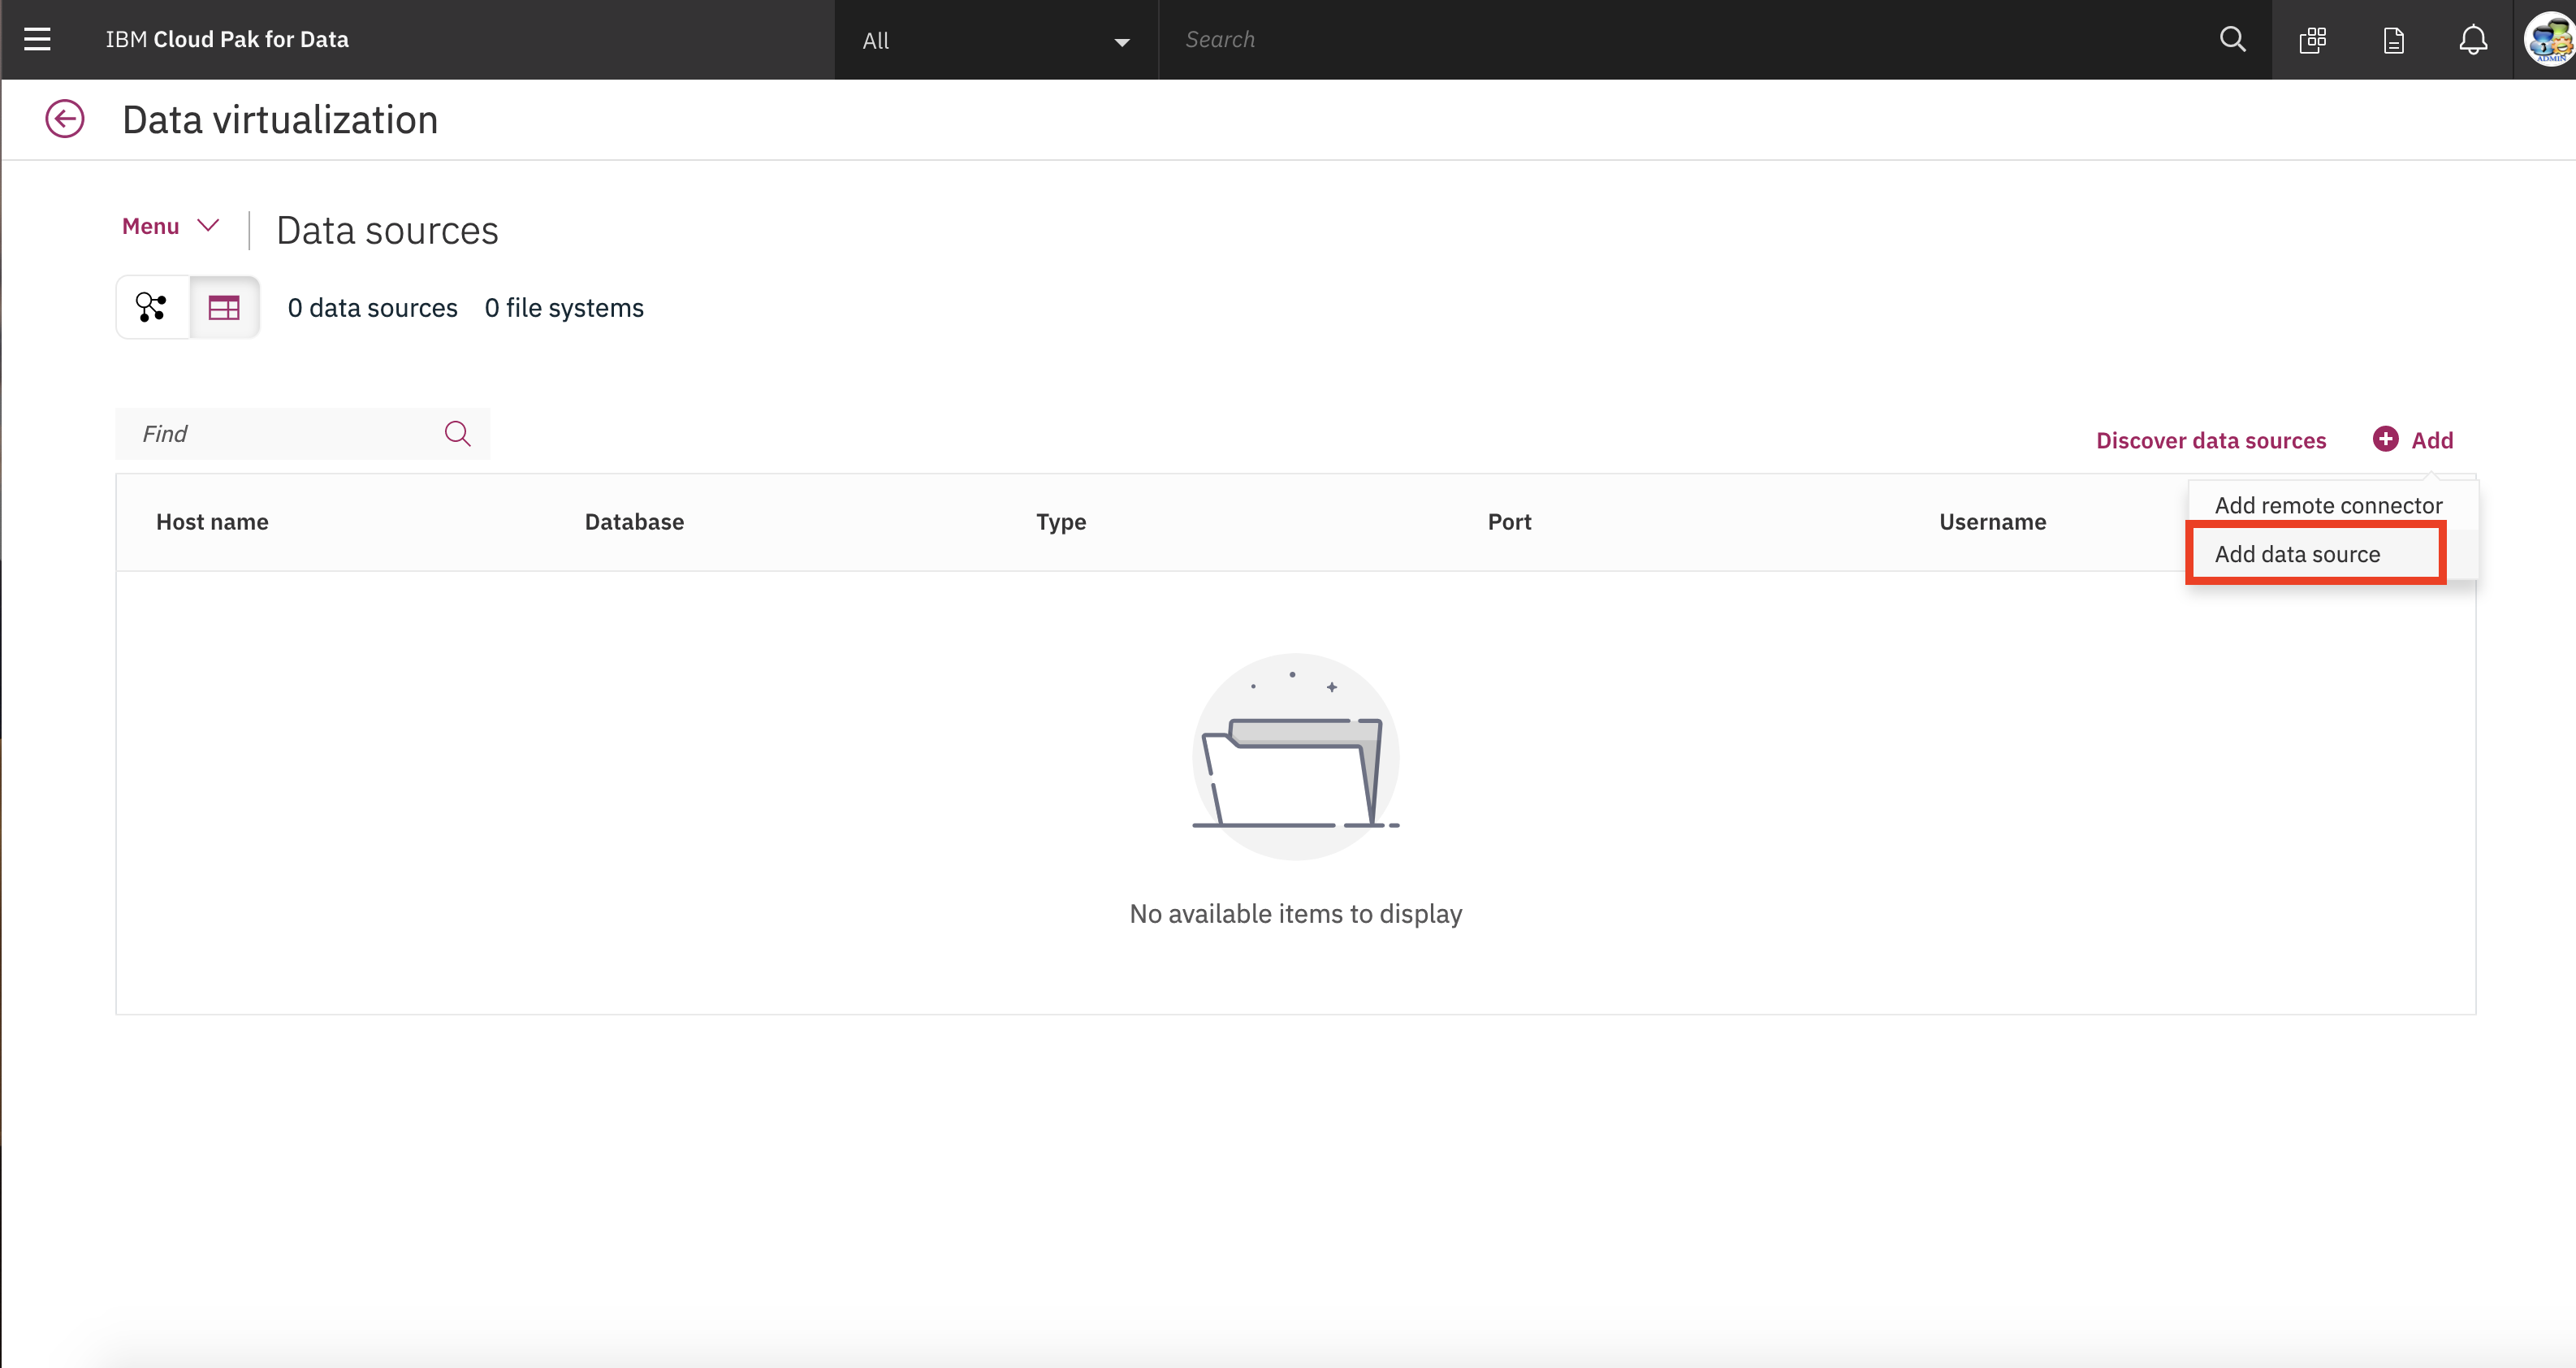 IBM Cloud Pak for Data
All
Search
ADMIN
Data virtualization
Menu
Data sources
0 data sources 0 file systems
Find
Discover data sources
Add
Host name Database Type Port Username
Add remote connector
Add data source
No available items to display